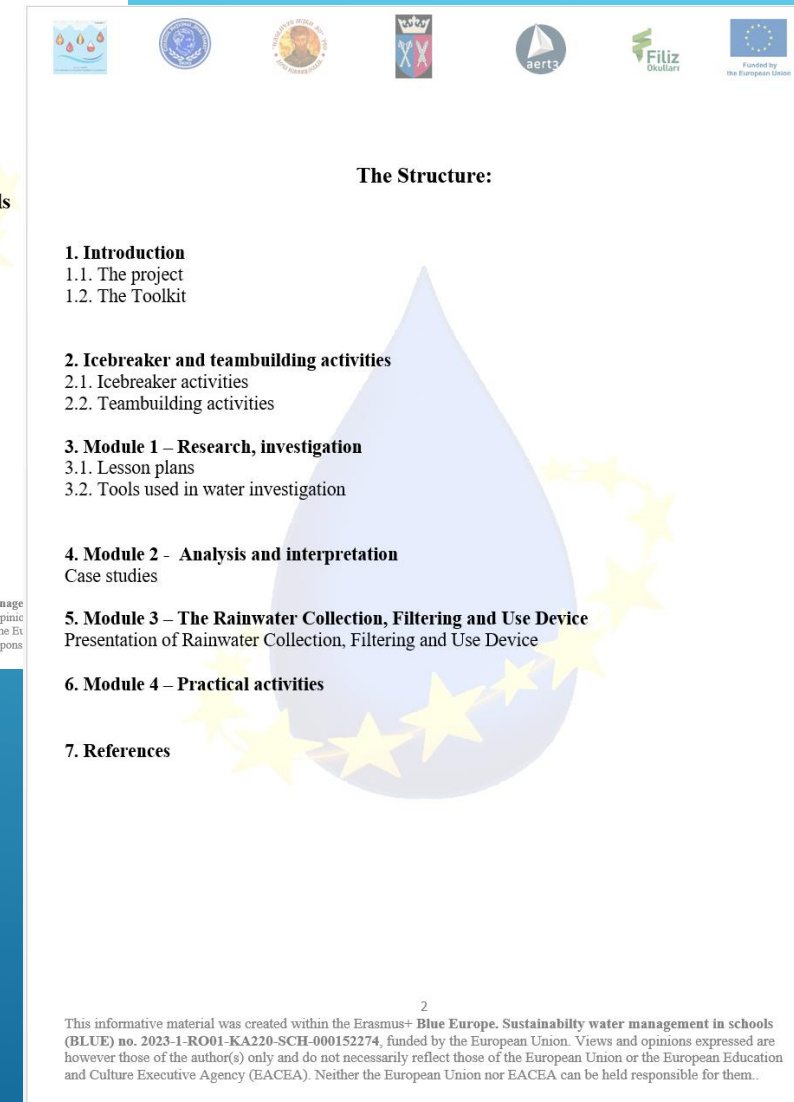 aerta
Filiz
Okulları
Funded by
the European Union
The Structure:
1. Introduction
1.1. The project
1.2. The Toolkit
2. Icebreaker and teambuilding activities
2.1. Icebreaker activities
2.2. Teambuilding activities
3. Module 1 – Research, investigation
3.1. Lesson plans
3.2. Tools used in water investigation
4. Module 2 -  Analysis and interpretation
Case studies
5. Module 3 – The Rainwater Collection, Filtering and Use Device
Presentation of Rainwater Collection, Filtering and Use Device
6. Module 4 – Practical activities
7. References
2
This informative material was created within the Erasmus+ Blue Europe. Sustainabilty water management in schools
(BLUE) no. 2023-1-RO01-KA220-SCH-000152274, funded by the European Union. Views and opinions expressed are
however those of the author(s) only and do not necessarily reflect those of the European Union or the European Education
and Culture Executive Agency (EACEA). Neither the European Union nor EACEA can be held responsible for them..